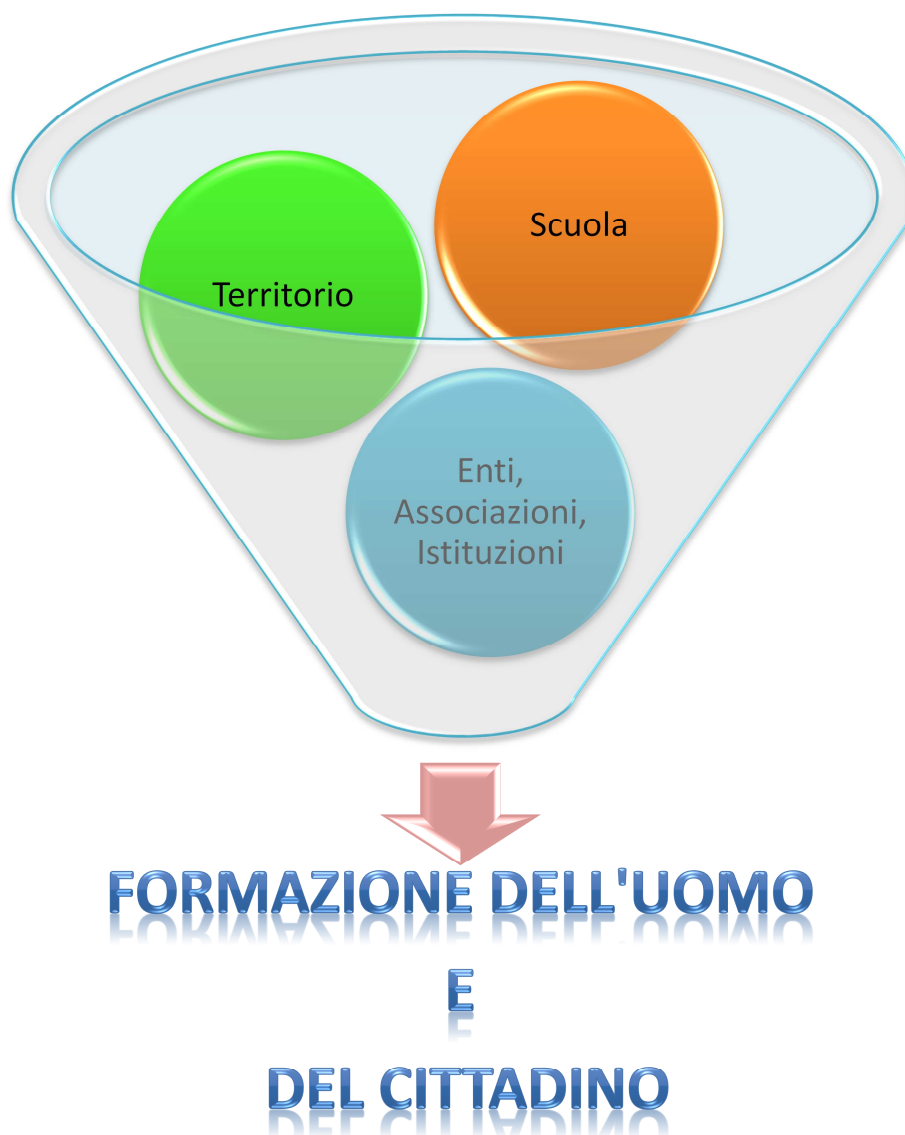 Scuola
Territorio
Enti,
Associazioni,
Istituzioni
FORMAZIONE DELL'UOMO
E
DEL CITTADINO